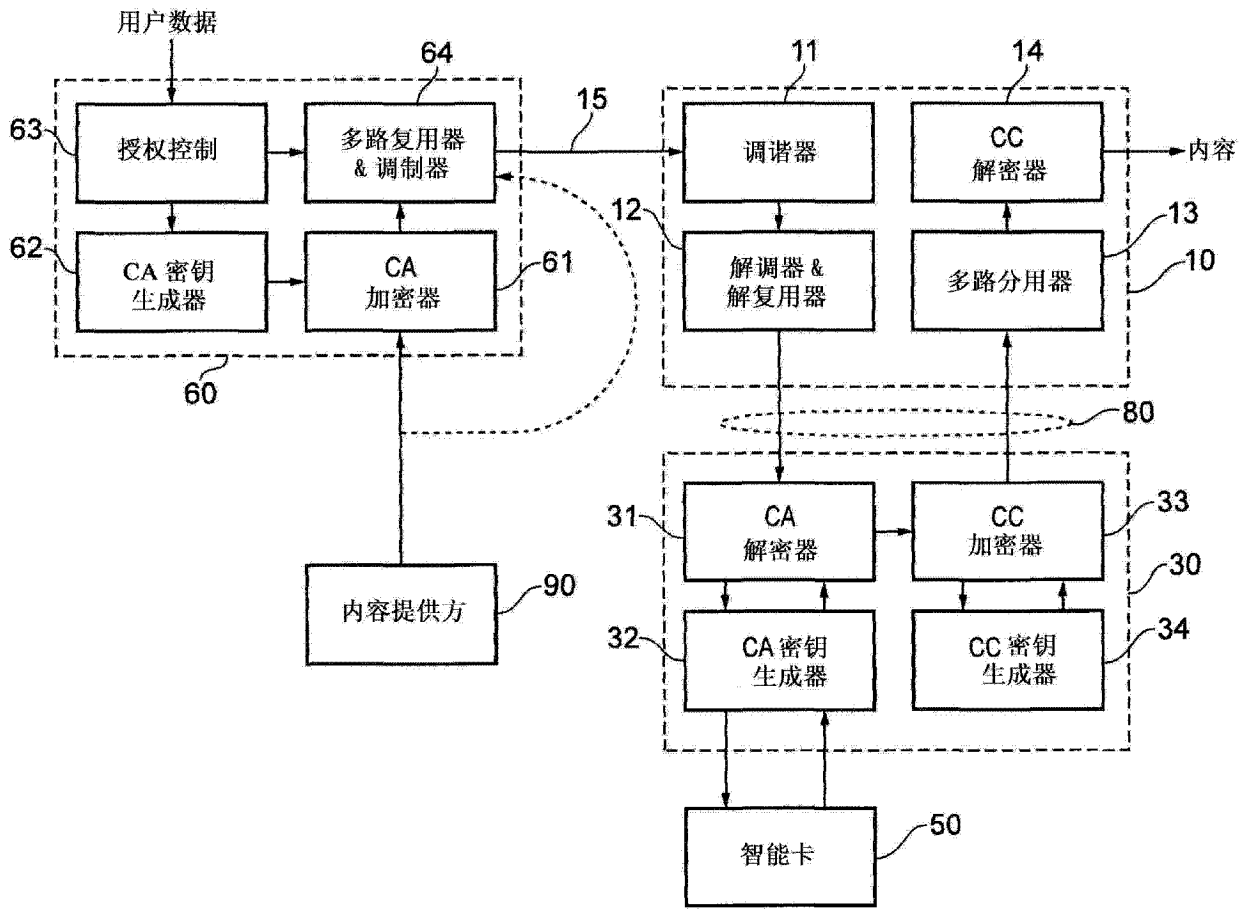 用户数据
64
11
14
63
授权控制
多路复用器
& 调制器
15
调谐器
CC
解密器
内容
62
CA 密钥
生成器
CA
加密器
61
12
解调器 &
解复用器
多路分用器
13
10
60
80
31
CA
解密器
CC
加密器
33
30
内容提供方
90
32
CA 密钥
生成器
CC 密钥
生成器
34
智能卡
50